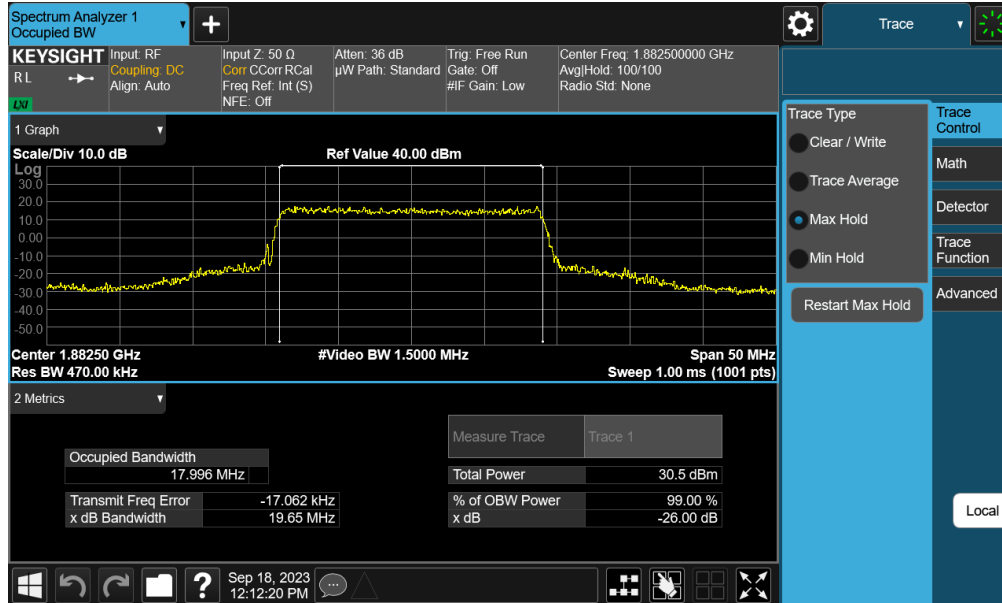 Spectrum Analyzer 1
Occupied BW
+
Trace
KEYSIGHT
R L
LXI
Input: RF
Coupling: DC
Align: Auto
Input Z: 50 Ω
Corr CCorr RCal
Freq Ref: Int (S)
NFE: Off
Atten: 36 dB
µW Path: Standard
Trig: Free Run
Gate: Off
#IF Gain: Low
Center Freq: 1.882500000 GHz
Avg|Hold: 100/100
Radio Std: None
1 Graph
Scale/Div 10.0 dB
Ref Value 40.00 dBm
Log
30.0
20.0
10.0
0.00
-10.0
-20.0
-30.0
-40.0
-50.0
Center 1.88250 GHz
#Video BW 1.5000 MHz
Span 50 MHz
Res BW 470.00 kHz
Sweep 1.00 ms (1001 pts)
2 Metrics
Measure Trace
Trace 1
Occupied Bandwidth
17.996 MHz
Total Power
30.5 dBm
Transmit Freq Error
-17.062 kHz
% of OBW Power
99.00 %
x dB Bandwidth
19.65 MHz
x dB
-26.00 dB
Trace Type
Clear / Write
Trace Average
Max Hold
Min Hold
Restart Max Hold
Trace
Control
Math
Detector
Trace
Function
Advanced
Local
?
Sep 18, 2023
12:12:20 PM